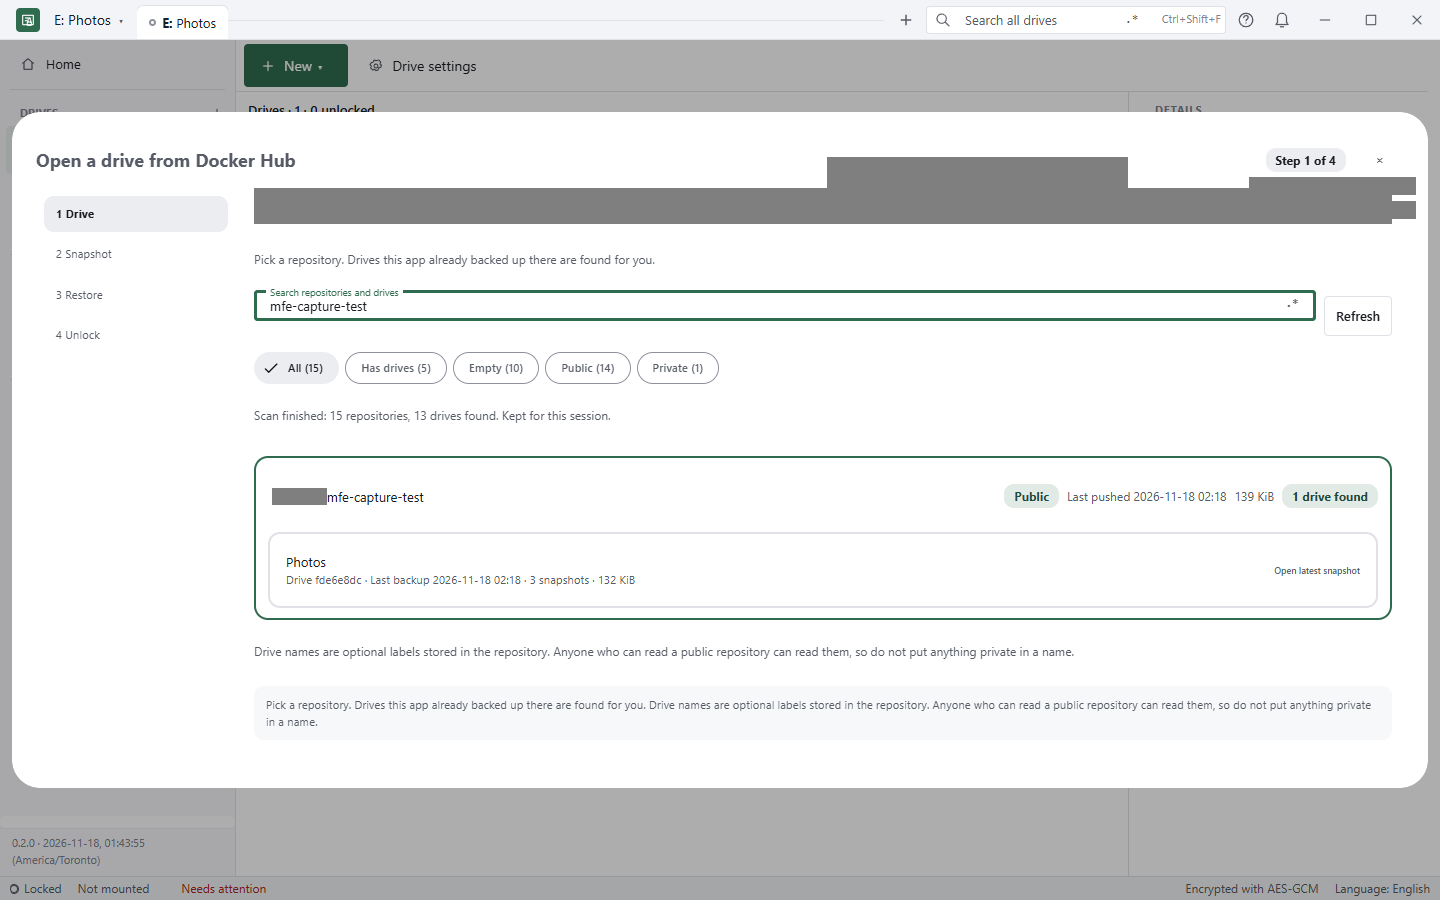 E: Photos
E: Photos
Search all drives
.*
Ctrl+Shift+F
Home
New
Drive settings
DRIVES
Drives · 1 · 0 unlocked
DETAILS
Open a drive from Docker Hub
Step 1 of 4
1 Drive
2 Snapshot
3 Restore
4 Unlock
Pick a repository. Drives this app already backed up there are found for you.
Search repositories and drives
mfe-capture-test
.*
Refresh
All (15)
Has drives (5)
Empty (10)
Public (14)
Private (1)
Scan finished: 15 repositories, 13 drives found. Kept for this session.
mfe-capture-test
Public
Last pushed 2026-11-18 02:18
139 KiB
1 drive found
Photos
Drive fde6e8dc · Last backup 2026-11-18 02:18 · 3 snapshots · 132 KiB
Open latest snapshot
Drive names are optional labels stored in the repository. Anyone who can read a public repository can read them, so do not put anything private in a name.
Pick a repository. Drives this app already backed up there are found for you. Drive names are optional labels stored in the repository. Anyone who can read a public repository can read them, so do not put anything private
in a name.
0.2.0 · 2026-11-18, 01:43:55
(America/Toronto)
Locked
Not mounted
Needs attention
Encrypted with AES-GCM
Language: English